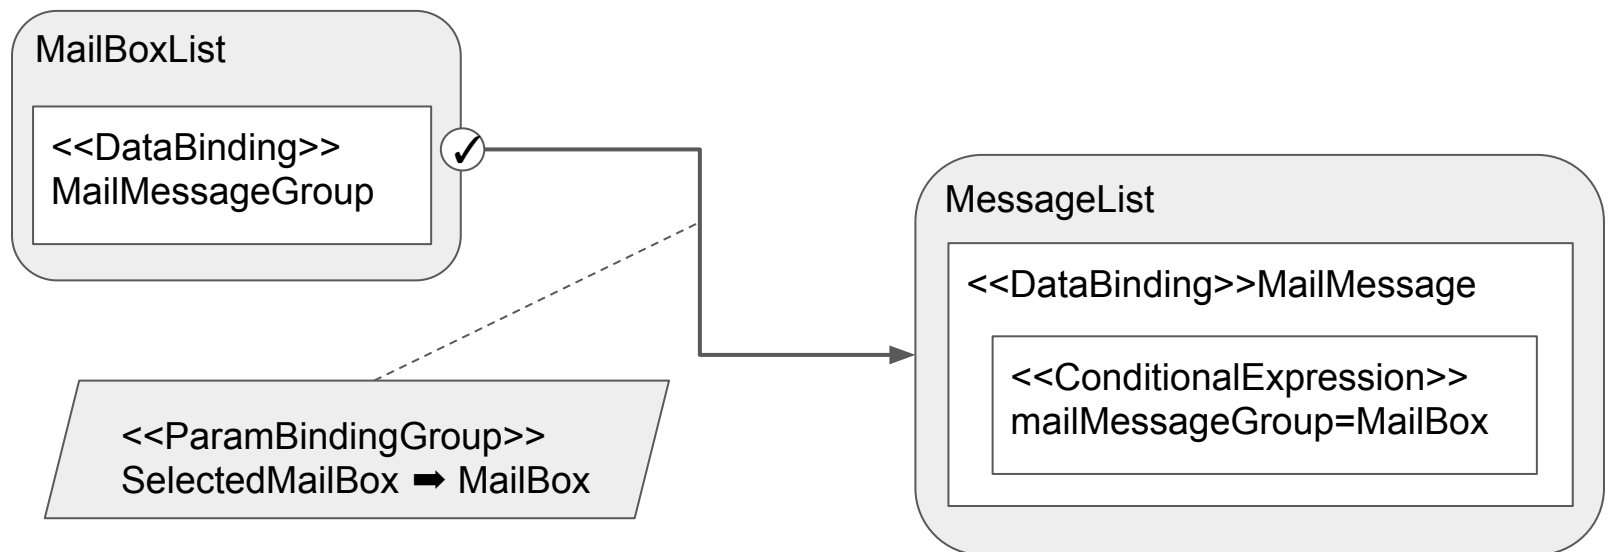 MailBoxList
<<DataBinding>>
MailMessageGroup
MessageList
<<DataBinding>>MailMessage
<<ConditionalExpression>>
mailMessageGroup=MailBox
<<ParamBindingGroup>>
SelectedMailBox ➡ MailBox